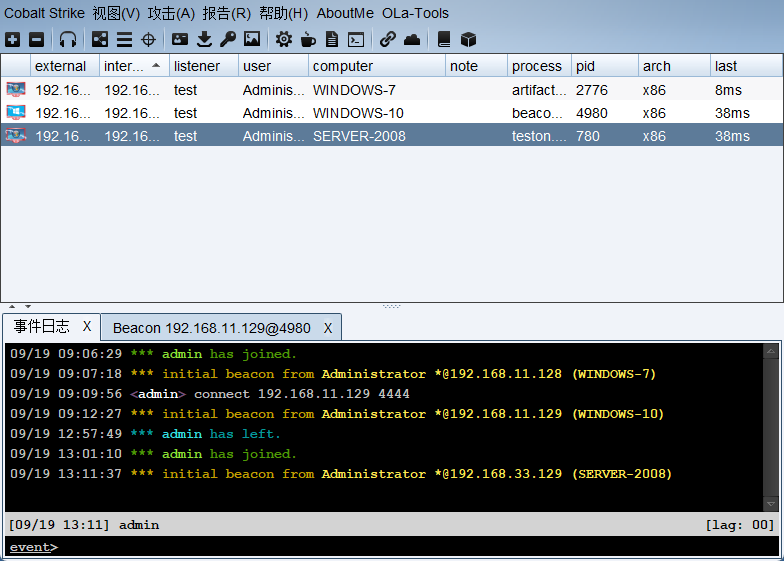 Cobalt Strike 视图(V) 攻击(A) 报告(R) 帮助(H) AboutMe OLa-Tools
external inter... listener user computer note process pid arch last
192.16... 192.16... test Adminis... WINDOWS-7 artifact... 2776 x86 8ms
192.16... 192.16... test Adminis... WINDOWS-10 beaco... 4980 x86 38ms
192.16... 192.16... test Adminis... SERVER-2008 teston.... 780 x86 38ms
事件日志 X Beacon 192.168.11.129@4980 X
09/19 09:06:29 *** admin has joined.
09/19 09:07:18 *** initial beacon from Administrator *@192.168.11.128 (WINDOWS-7)
09/19 09:09:56 <admin> connect 192.168.11.129 4444
09/19 09:12:27 *** initial beacon from Administrator *@192.168.11.129 (WINDOWS-10)
09/19 12:57:49 *** admin has left.
09/19 13:01:10 *** admin has joined.
09/19 13:11:37 *** initial beacon from Administrator *@192.168.33.129 (SERVER-2008)
[09/19 13:11] admin [lag: 00]
event>